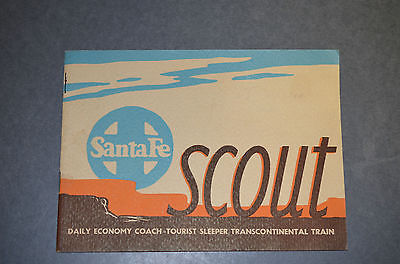 Santa Fe
scout
DAILY ECONOMY COACH-TOURIST SLEEPER TRANSCONTINENTAL TRAIN